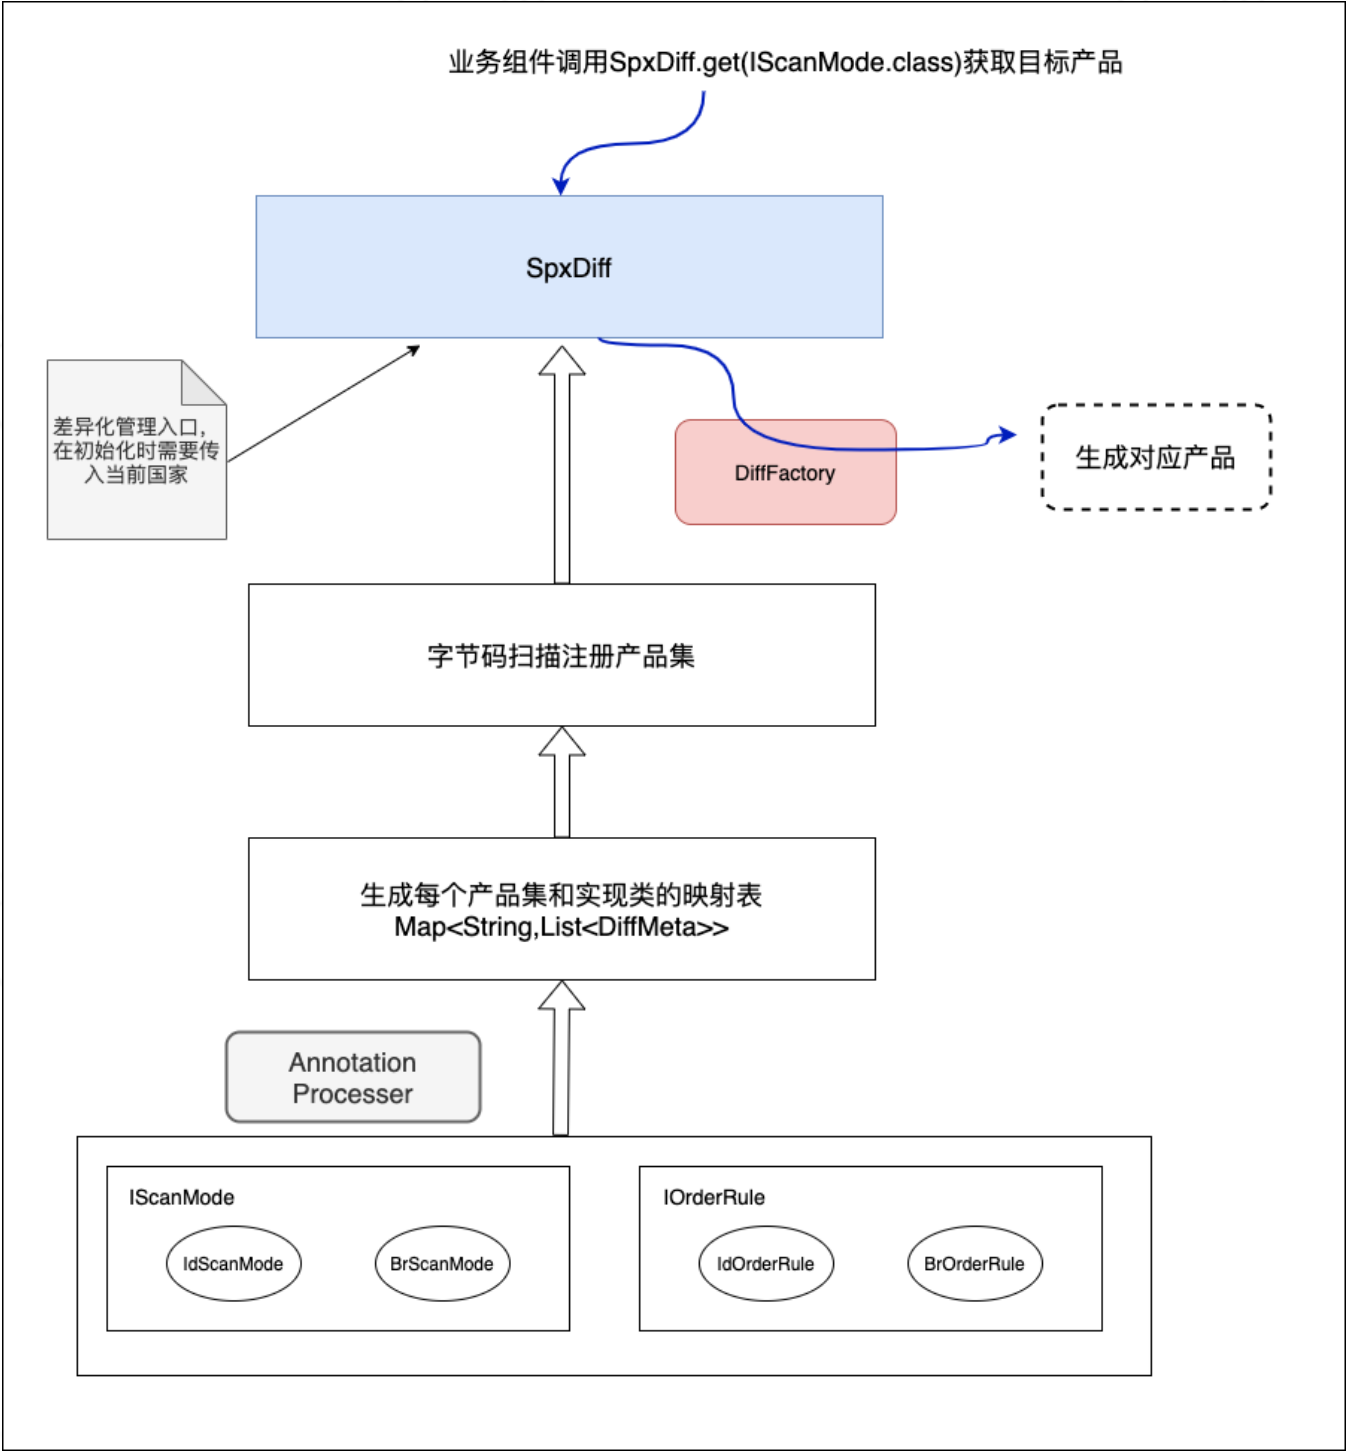 业务组件调用SpxDiff.get(IScanMode.class)获取目标产品
SpxDiff
差异化管理入口，
在初始化时需要传
入当前国家
DiffFactory
生成对应产品
字节码扫描注册产品集
生成每个产品集和实现类的映射表
Map<String,List<DiffMeta>>
Annotation
Processer
IScanMode
IdScanMode
BrScanMode
IOrderRule
IdOrderRule
BrOrderRule